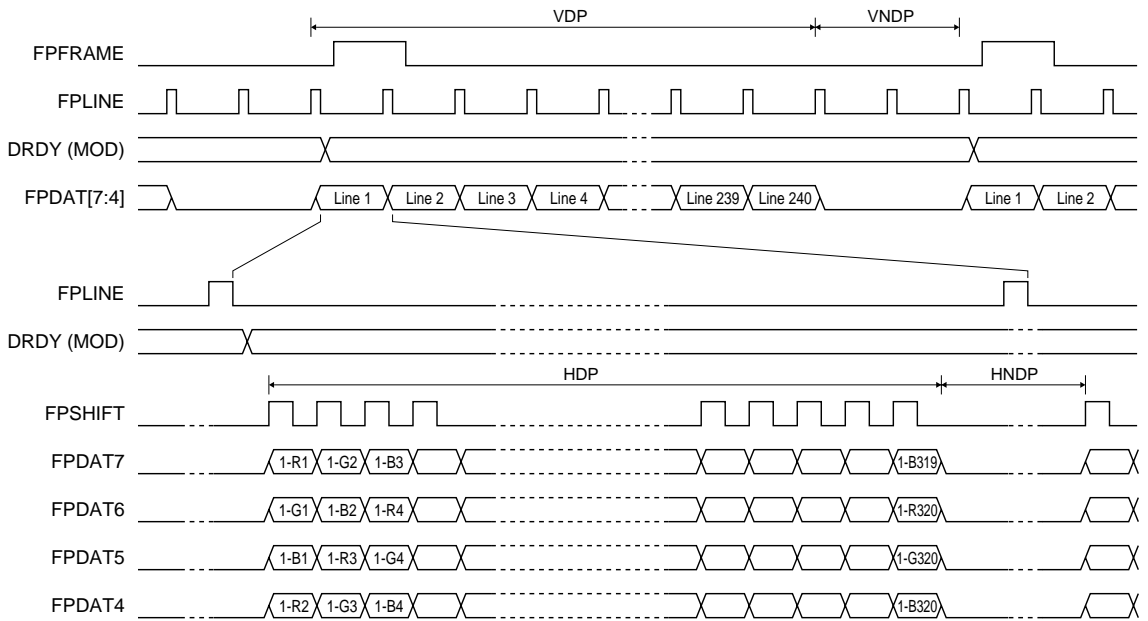 VDP VNDP
FPFRAME
FPLINE
DRDY (MOD)
FPDAT[7:4] Line 1 Line 2 Line 3 Line 4 Line 239 Line 240 Line 1 Line 2
FPLINE
DRDY (MOD)
HDP HNDP
FPSHIFT
FPDAT7 1-R1 1-G2 1-B3 1-B319
FPDAT6 1-G1 1-B2 1-R4 1-R320
FPDAT5 1-B1 1-R3 1-G4 1-G320
FPDAT4 1-R2 1-G3 1-B4 1-B320